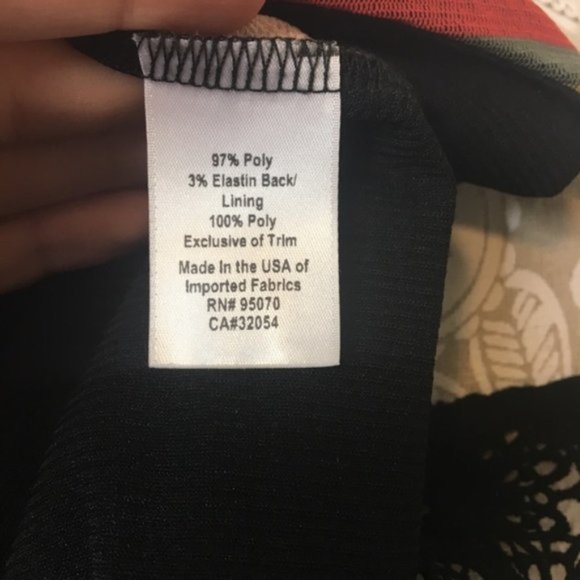 97% Poly
3% Elastin Back/
Lining
100% Poly
Exclusive of Trim
Made In the USA of
Imported Fabrics
RN# 95070
CA#32054